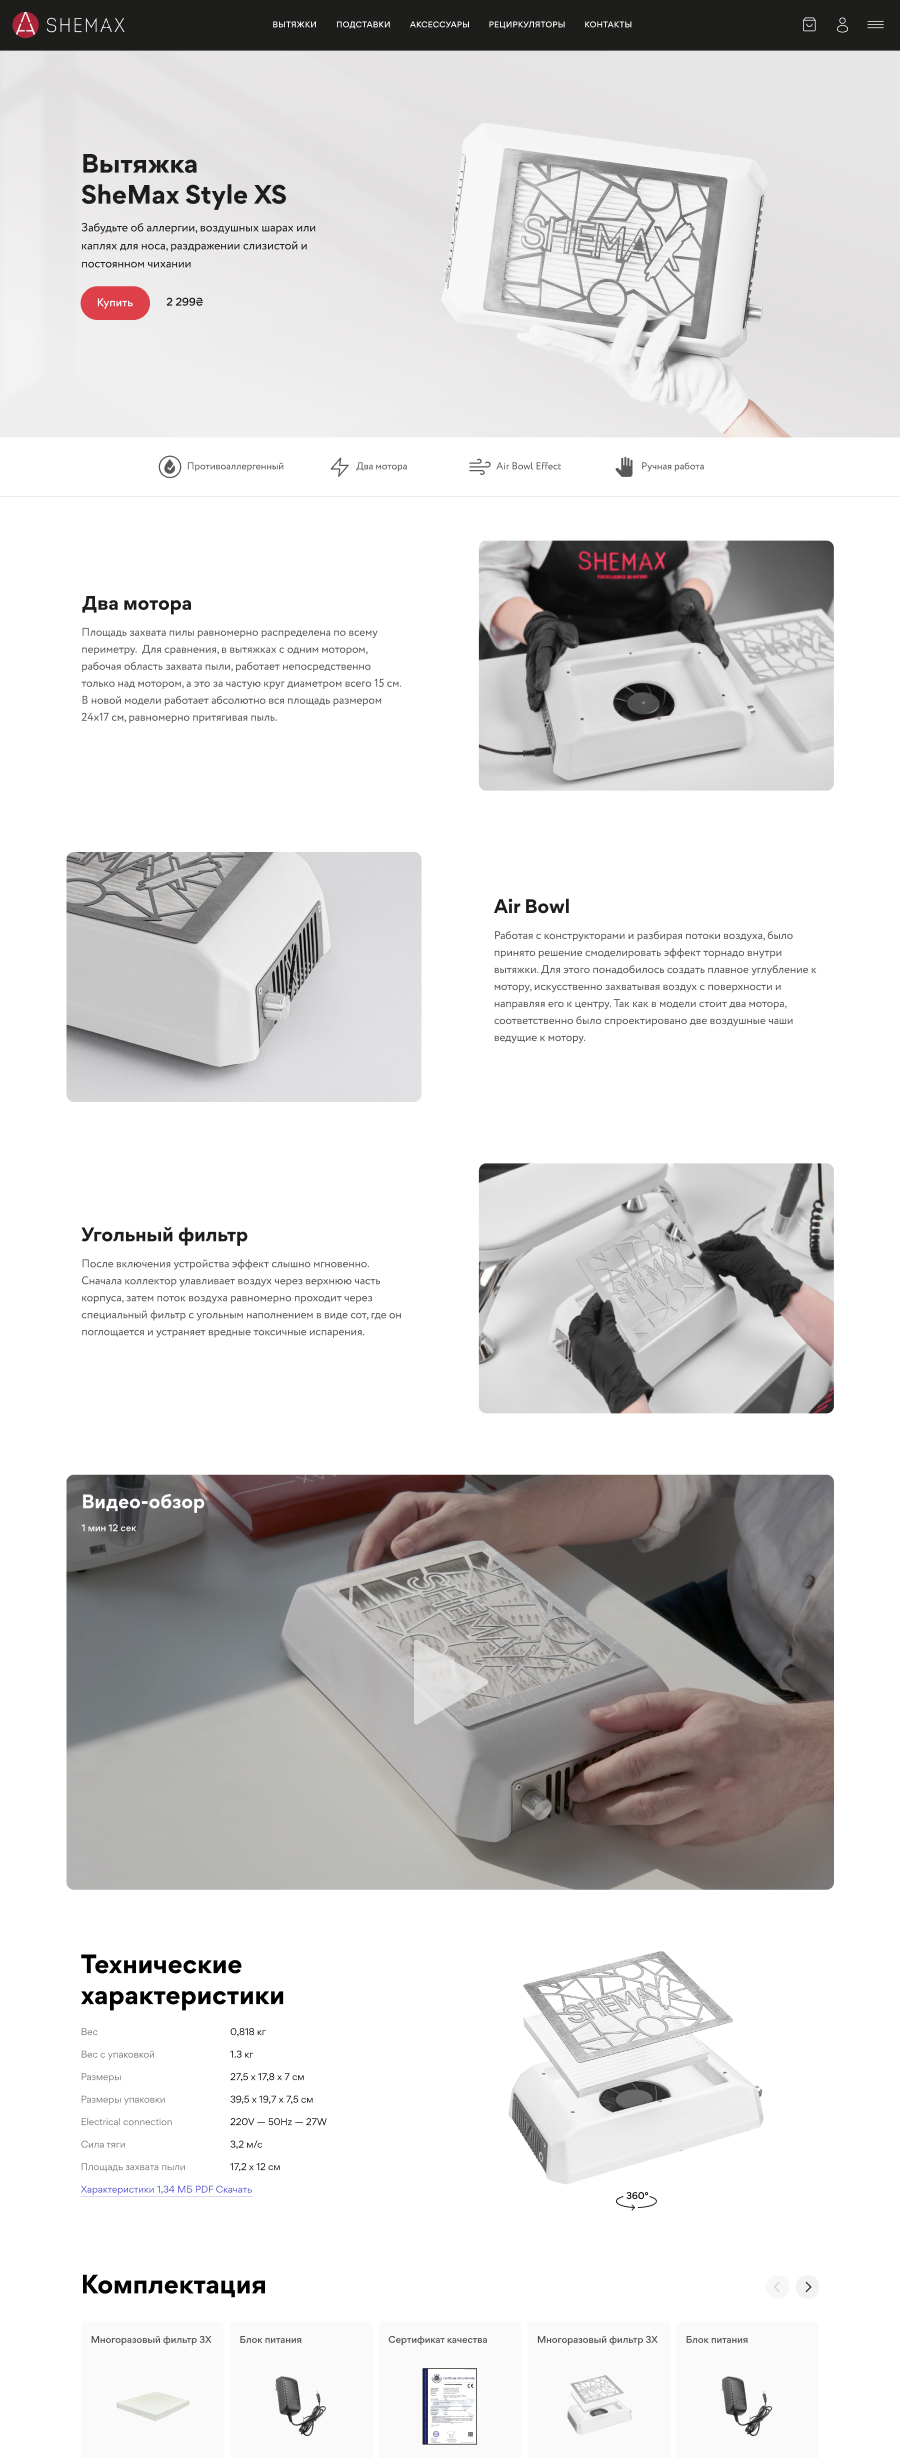 SHEMAX
ВЫТЯЖКИ ПОДСТАВКИ АКСЕССУАРЫ РЕЦИРКУЛЯТОРЫ КОНТАКТЫ
Вытяжка
SheMax Style XS
Забудьте об аллергии, воздушных шарах или
каплях для носа, раздражении слизистой и
постоянном чихании
Купить 2 299₴
SHEMAX
Противоаллергенный Два мотора Air Bowl Effect Ручная работа
Два мотора
Площадь захвата пилы равномерно распределена по всему
периметру. Для сравнения, в вытяжках с одним мотором,
рабочая область захвата пыли, работает непосредственно
только над мотором, а это за частую круг диаметром всего 15 см.
В новой модели работает абсолютно вся площадь размером
24х17 см, равномерно притягивая пыль.
SHEMAX
EXCELLENCE IN DETAIL
SHEMAX
Air Bowl
Работая с конструкторами и разбирая потоки воздуха, было
принято решение смоделировать эффект торнадо внутри
вытяжки. Для этого понадобилось создать плавное углубление к
мотору, искусственно захватывая воздух с поверхности и
направляя его к центру. Так как в модели стоит два мотора,
соответственно было спроектировано две воздушные чаши
ведущие к мотору.
Угольный фильтр
После включения устройства эффект слышно мгновенно.
Сначала коллектор улавливает воздух через верхнюю часть
корпуса, затем поток воздуха равномерно проходит через
специальный фильтр с угольным наполнением в виде сот, где он
поглощается и устраняет вредные токсичные испарения.
SHEMAX
Видео-обзор
1 мин 12 сек
SHEMAX
Технические
характеристики
Вес 0,818 кг
Вес с упаковкой 1.3 кг
Размеры 27,5 х 17,8 х 7 см
Размеры упаковки 39,5 х 19,7 х 7,5 см
Electrical connection 220V — 50Hz — 27W
Сила тяги 3,2 м/с
Площадь захвата пыли 17,2 х 12 см
Характеристики 1,34 МБ PDF Скачать
SHEMAX
360°
Комплектация
Многоразовый фильтр 3X Блок питания Сертификат качества Многоразовый фильтр 3X Блок питания